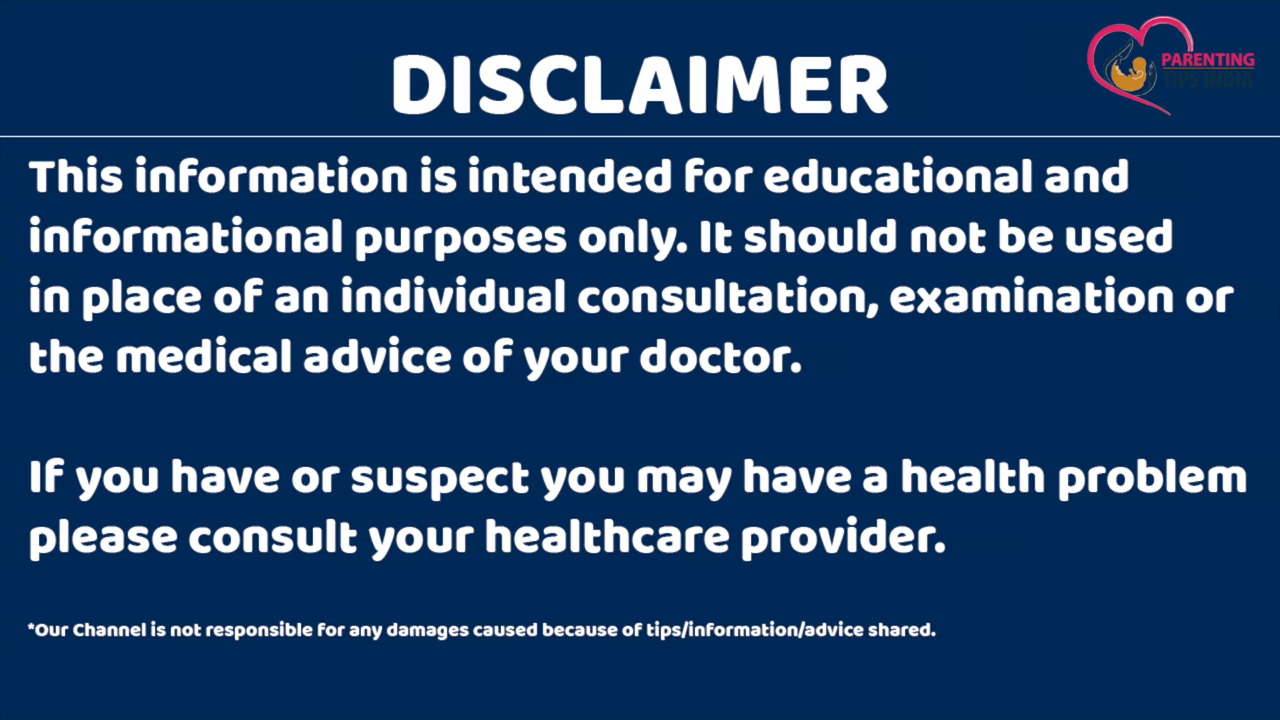 DISCLAIMER
PARENTING
TIPS INDIA
This information is intended for educational and
informational purposes only. It should not be used
in place of an individual consultation, examination or
the medical advice of your doctor.
If you have or suspect you may have a health problem
please consult your healthcare provider.
*Our Channel is not responsible for any damages caused because of tips/information/advice shared.